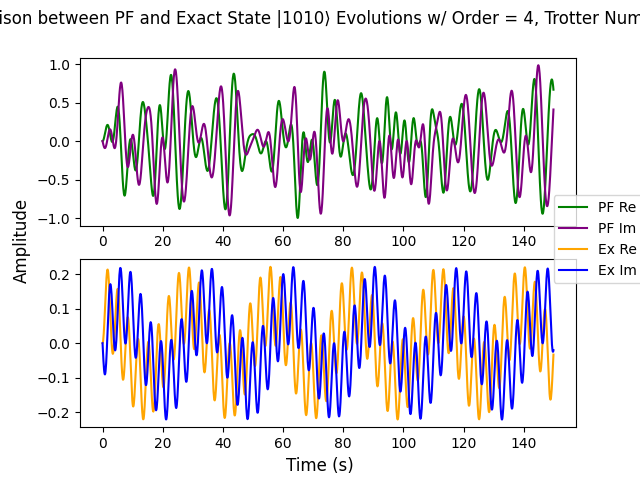 between PF and Exact State |1010⟩ Evolutions w/ Order = 4, Trotter
1.0
0.5
0.0
−0.5
−1.0
0 20 40 60 80 100 120 140
PF Re
PF Im
Ex Re
Ex Im
Amplitude
0.2
0.1
0.0
−0.1
−0.2
0 20 40 60 80 100 120 140
Time (s)